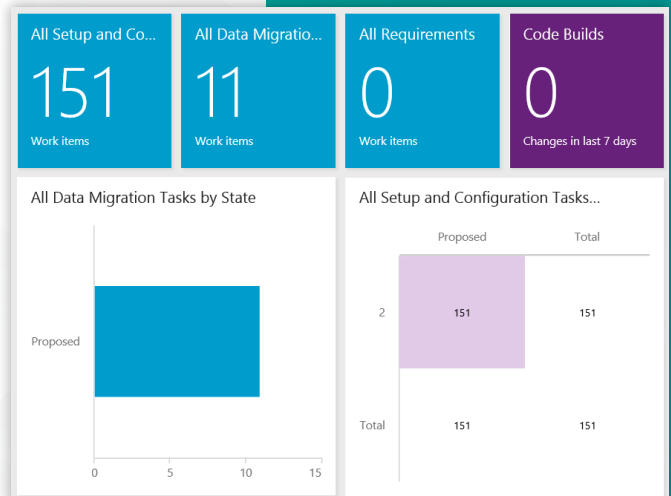 All Setup and Co...
151
Work items
All Data Migratio...
11
Work items
All Requirements
0
Work items
Code Builds
0
Changes in last 7 days
All Data Migration Tasks by State
Proposed
0 5 10 15
All Setup and Configuration Tasks...
Proposed Total
2 151 151
Total 151 151